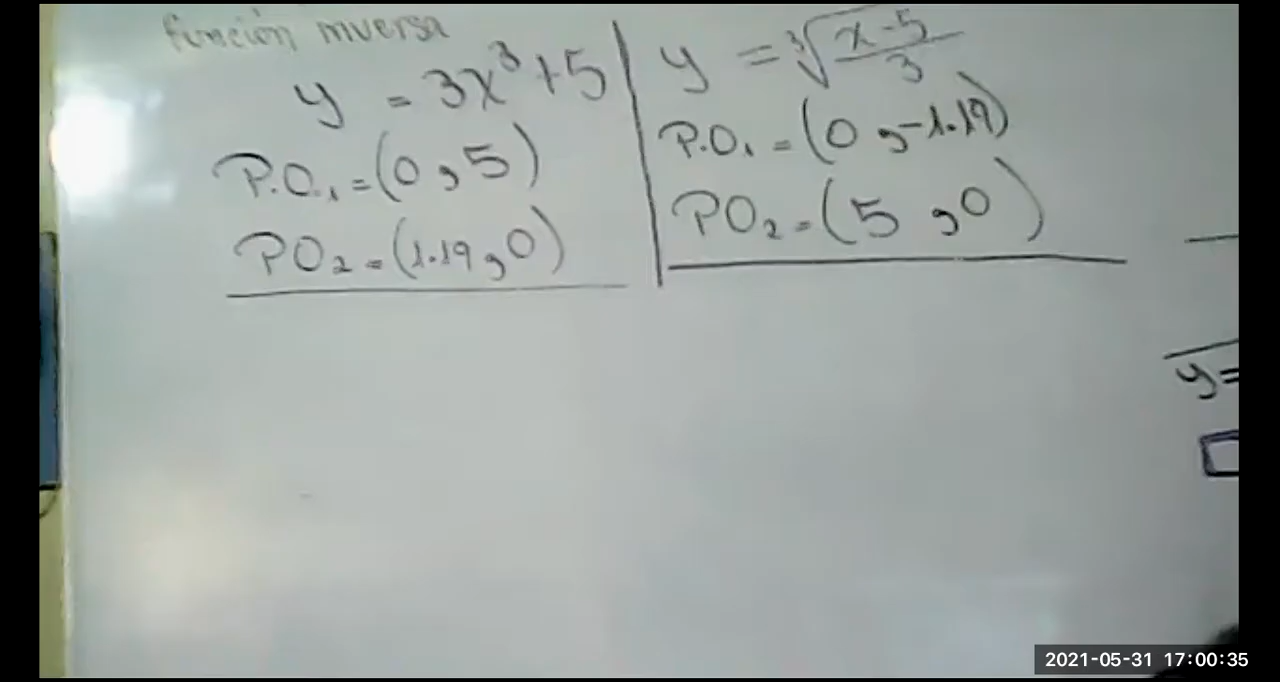 función inversa
y = 3x³+5
P.O.₁=(0,5)
PO₂=(1.19,0)
y = ∛((x-5)/3)
P.O.₁=(0,-1.19)
PO₂=(5,0)
y=
2021-05-31 17:00:35